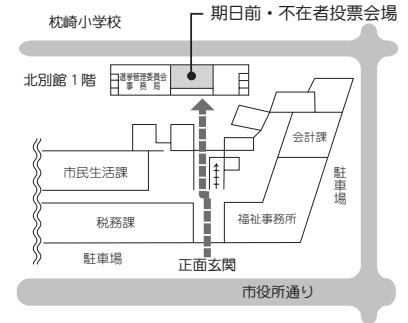 枕崎小学校
期日前・不在者投票会場
北別館1階
選挙管理委員会
事務局
会計課
市民生活課
駐車場
税務課
福祉事務所
駐車場
正面玄関
市役所通り